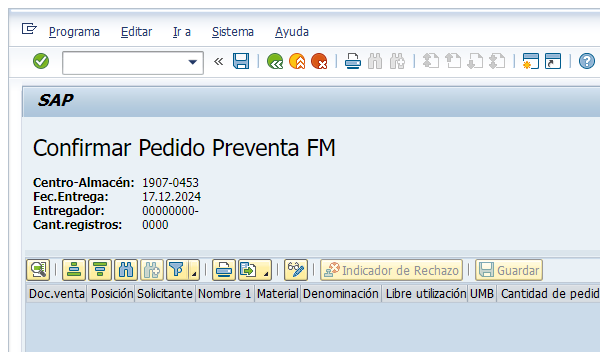 Programa Editar Ir a Sistema Ayuda
SAP
Confirmar Pedido Preventa FM
Centro-Almacén: 1907-0453
Fec.Entrega: 17.12.2024
Entregador: 00000000-
Cant.registros: 0000
Indicador de Rechazo Guardar
Doc.venta Posición Solicitante Nombre 1 Material Denominación Libre utilización UMB Cantidad de pedid